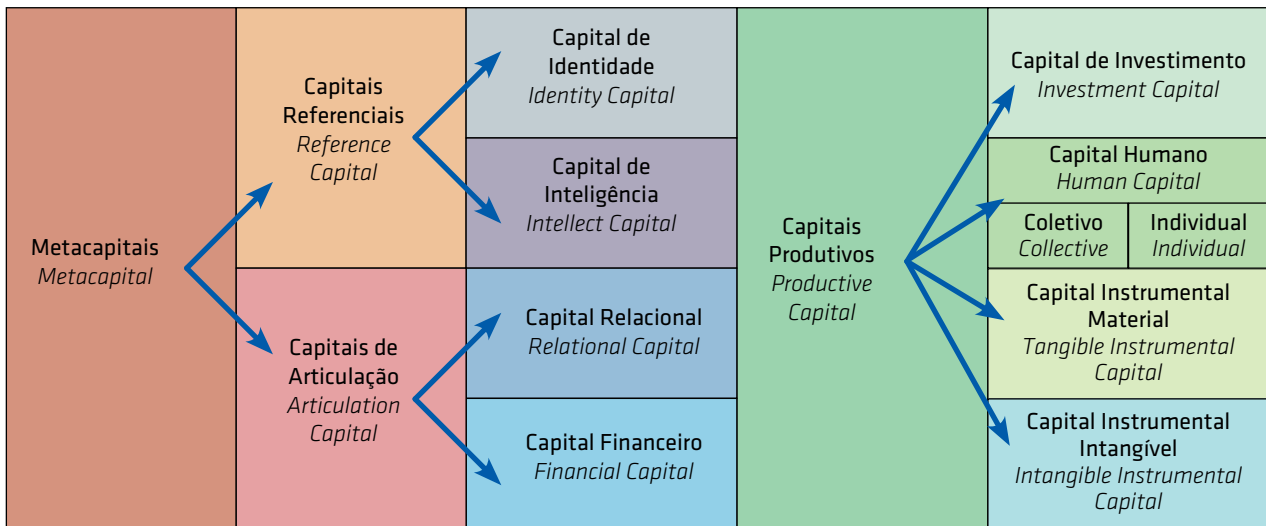 Metacapitais
Metacapital
Capitais
Referenciais
Reference
Capital
Capitais de
Articulação
Articulation
Capital
Capital de
Identidade
Identity Capital
Capital de
Inteligência
Intellect Capital
Capital Relacional
Relational Capital
Capital Financeiro
Financial Capital
Capitais
Produtivos
Productive
Capital
Capital de Investimento
Investment Capital
Capital Humano
Human Capital
Coletivo
Collective
Individual
Individual
Capital Instrumental
Material
Tangible Instrumental
Capital
Capital Instrumental
Intangível
Intangible Instrumental
Capital